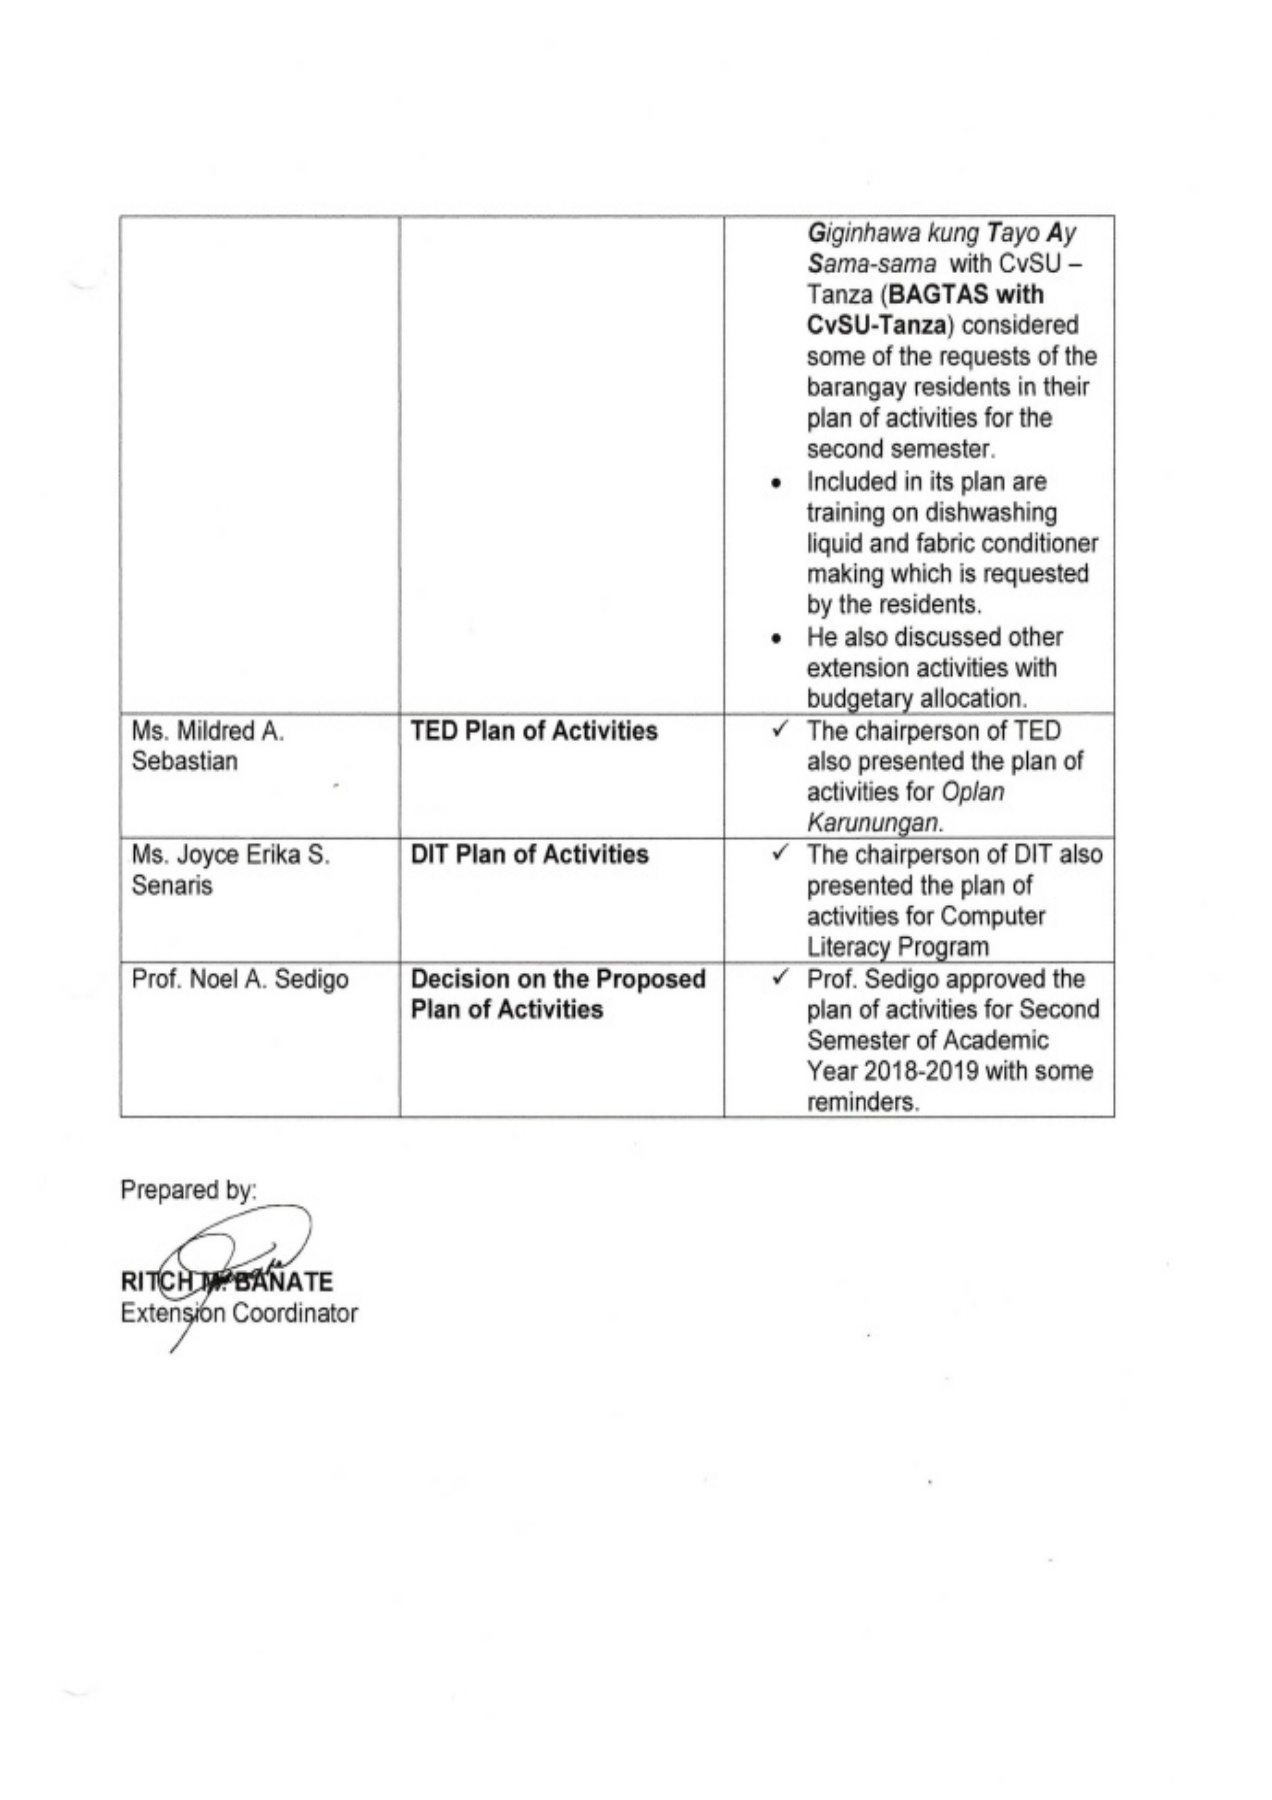 Giginhawa kung Tayo Ay
Sama-sama with CvSU –
Tanza (BAGTAS with
CvSU-Tanza) considered
some of the requests of the
barangay residents in their
plan of activities for the
second semester.
• Included in its plan are
training on dishwashing
liquid and fabric conditioner
making which is requested
by the residents.
• He also discussed other
extension activities with
budgetary allocation.
Ms. Mildred A.
Sebastian
TED Plan of Activities
✓ The chairperson of TED
also presented the plan of
activities for Oplan
Karunungan.
Ms. Joyce Erika S.
Senaris
DIT Plan of Activities
✓ The chairperson of DIT also
presented the plan of
activities for Computer
Literacy Program
Prof. Noel A. Sedigo
Decision on the Proposed
Plan of Activities
✓ Prof. Sedigo approved the
plan of activities for Second
Semester of Academic
Year 2018-2019 with some
reminders.
Prepared by:
RITCH M. BANATE
Extension Coordinator